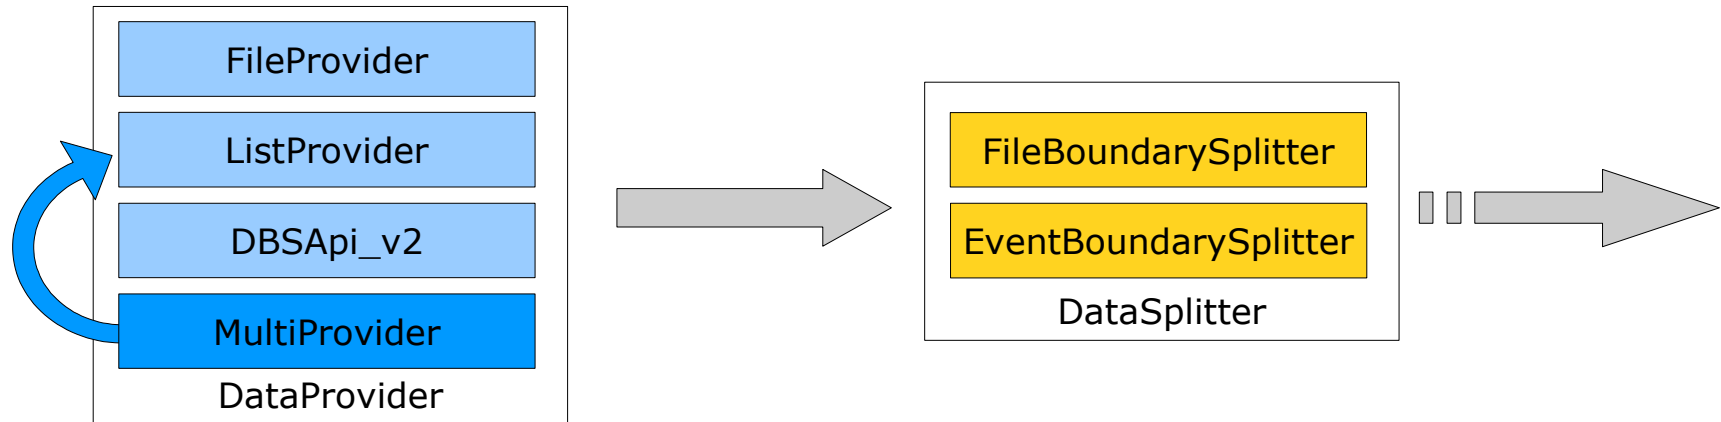 FileProvider
ListProvider
DBSApi_v2
MultiProvider
DataProvider
FileBoundarySplitter
EventBoundarySplitter
DataSplitter